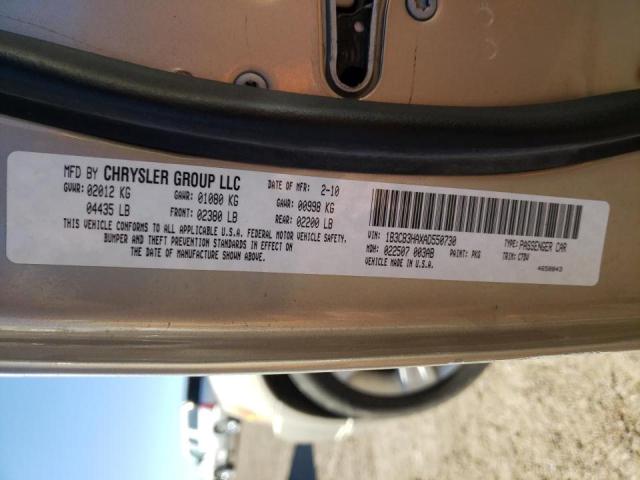 MFD BY CHRYSLER GROUP LLC DATE OF MFR: 2-10
GVWR: 02012 KG GAWR: 01080 KG GAWR: 00998 KG
04435 LB FRONT: 02380 LB REAR: 02200 LB
THIS VEHICLE CONFORMS TO ALL APPLICABLE U.S.A. FEDERAL MOTOR VEHICLE SAFETY,
BUMPER AND THEFT PREVENTION STANDARDS IN EFFECT ON
THE DATE OF MANUFACTURE SHOWN ABOVE.
VIN: 1B3CB3HAXAD550730 TYPE: PASSENGER CAR
MDH: 022507 003AB PAINT: PKG TRIM: C7DV
VEHICLE MADE IN U.S.A.
4658043